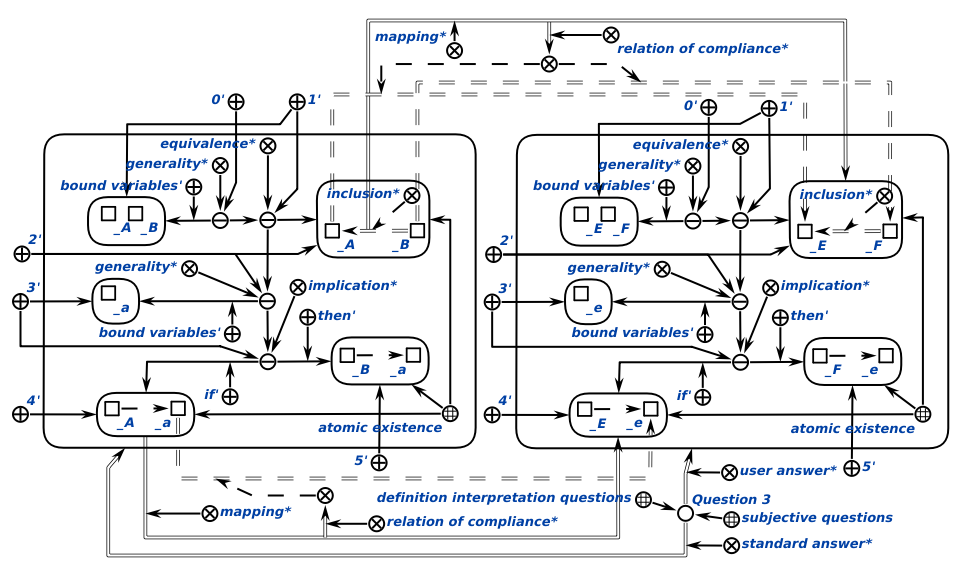 mapping*
relation of compliance*
0'
1'
0'
1'
equivalence*
equivalence*
generality*
generality*
bound variables'
bound variables'
inclusion*
inclusion*
_A _B
_A _B
_E _F
_E _F
2'
2'
generality*
generality*
3'
implication*
3'
implication*
_a
_e
then'
then'
bound variables'
bound variables'
_B _a
_F _e
if'
if'
4'
4'
_A _a
_E _e
atomic existence
atomic existence
5'
user answer*
5'
definition interpretation questions
Question 3
mapping*
relation of compliance*
subjective questions
standard answer*